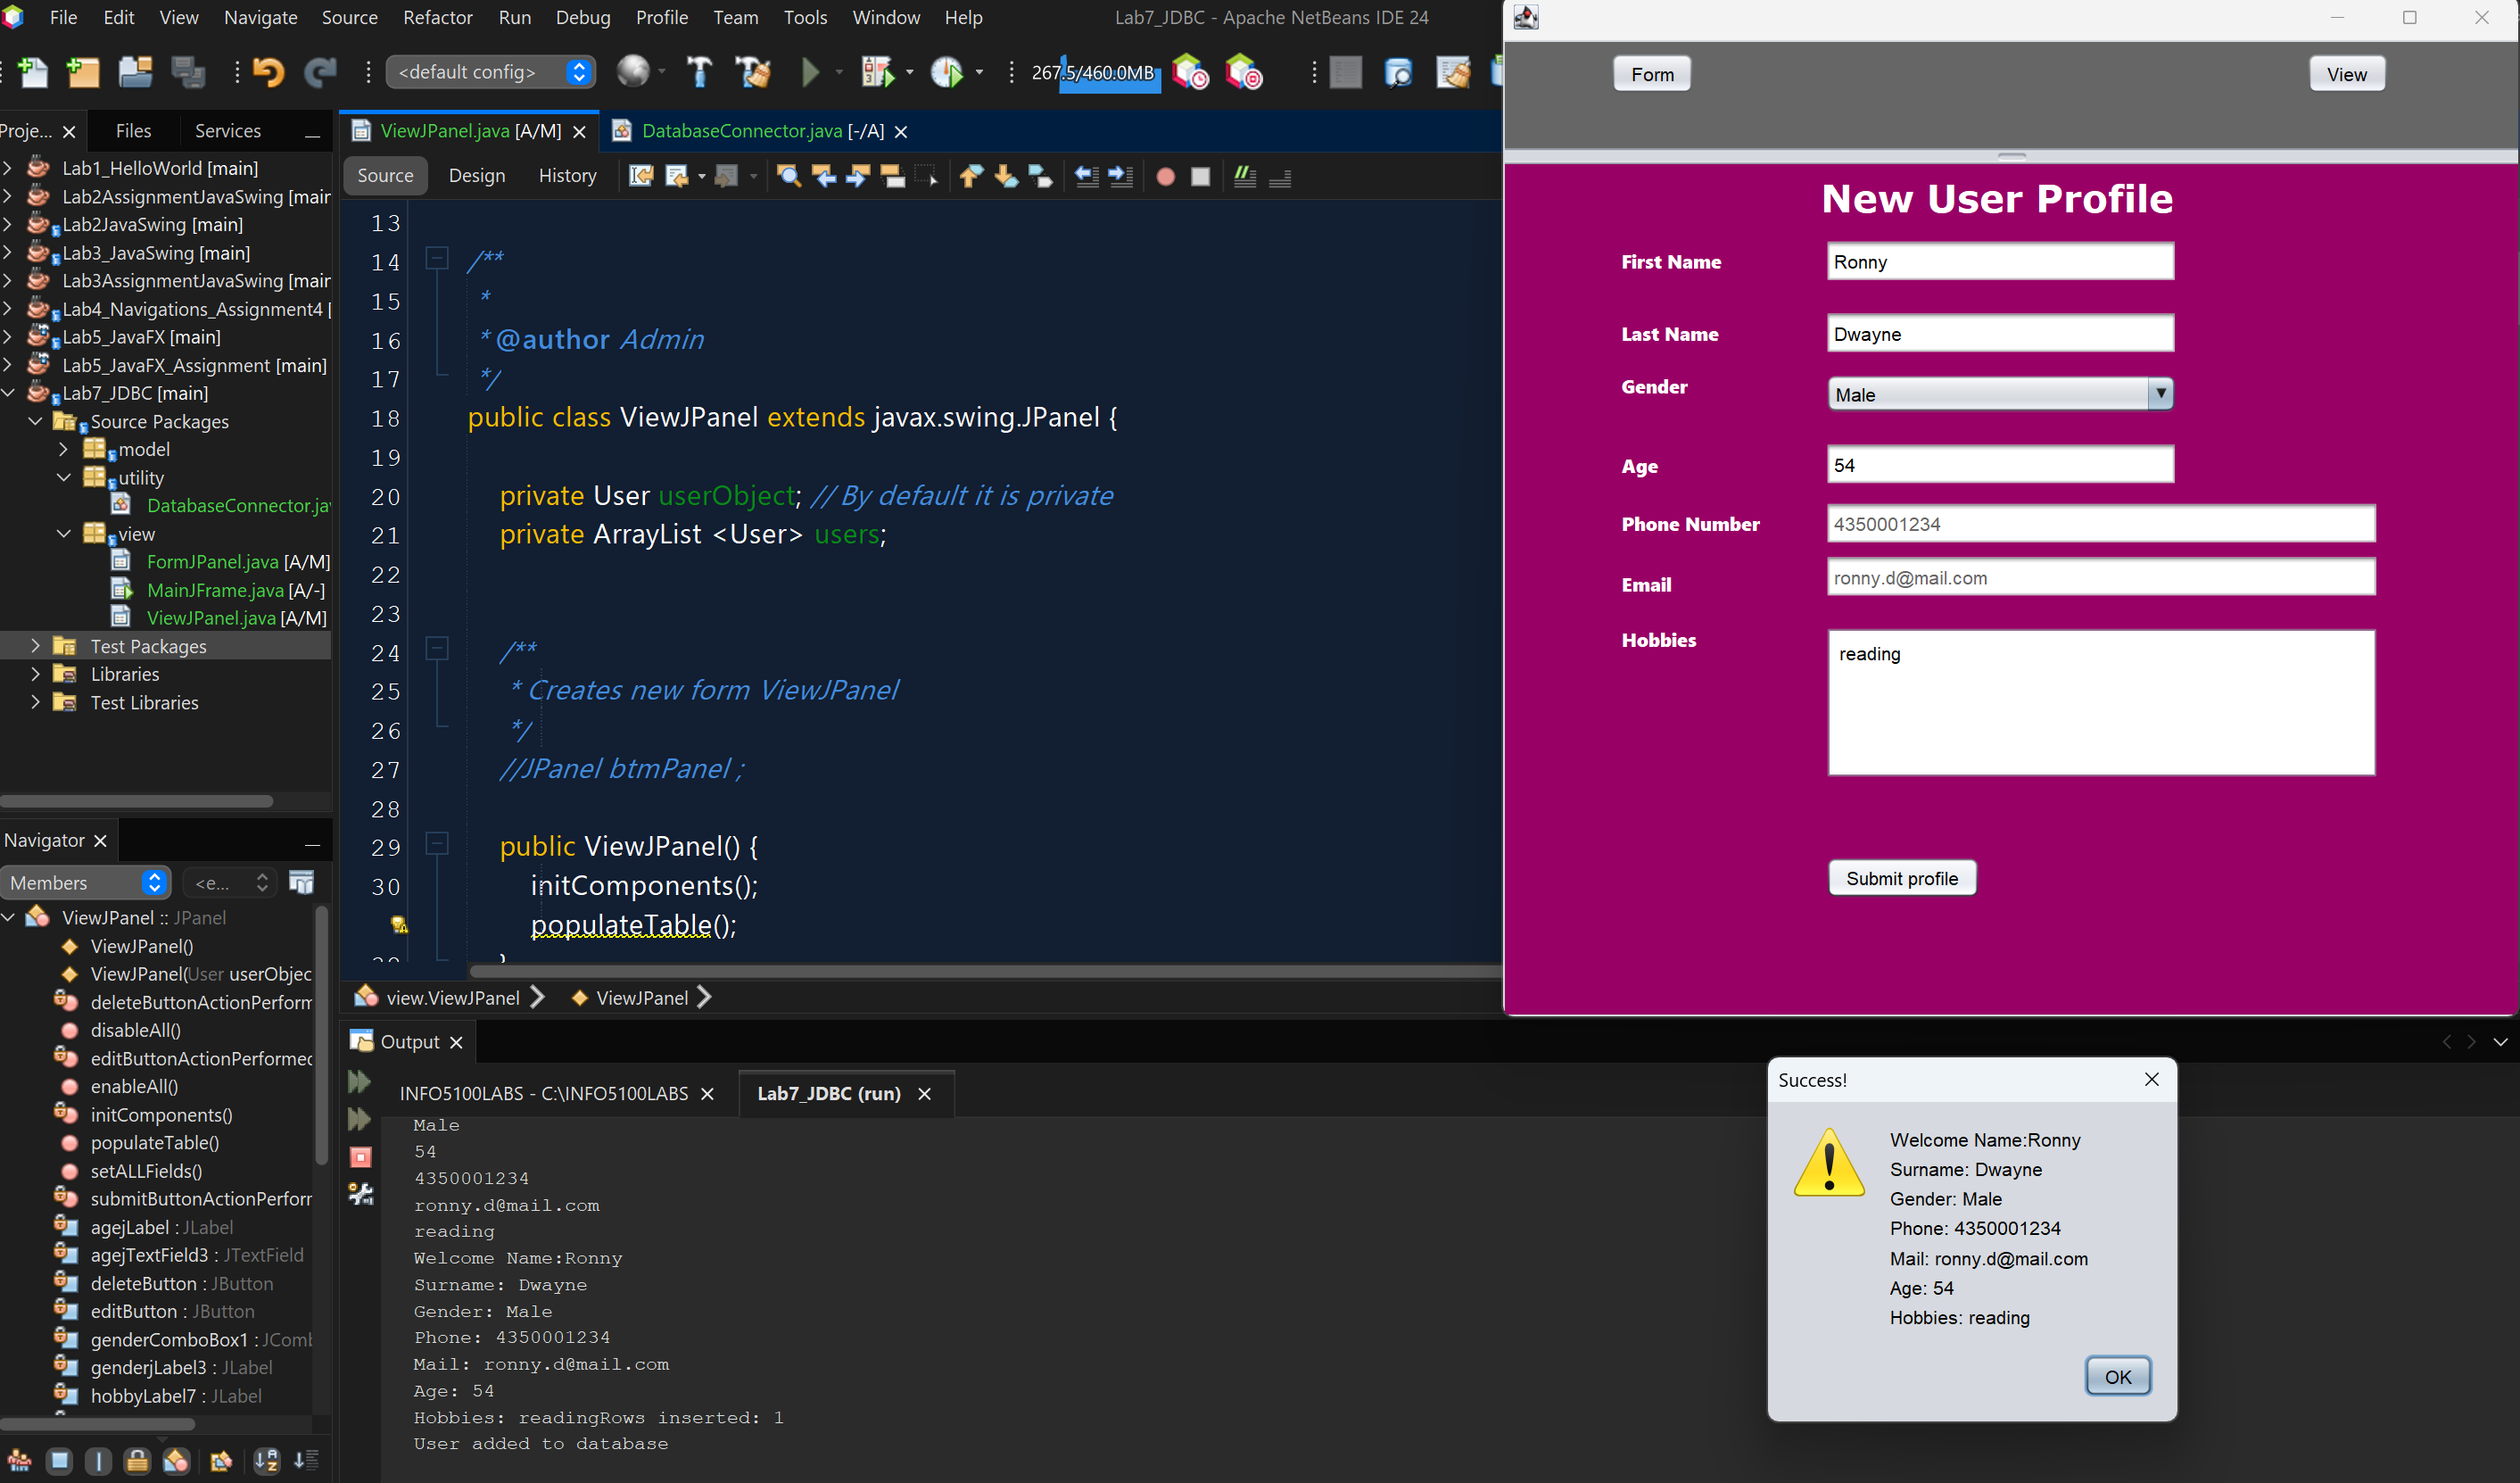 File Edit View Navigate Source Refactor Run Debug Profile Team Tools Window Help
Lab7_JDBC - Apache NetBeans IDE 24
<default config>
267.5/460.0MB
Proje...
Files
Services
Lab1_HelloWorld [main]
Lab2AssignmentJavaSwing [mair
Lab2JavaSwing [main]
Lab3_JavaSwing [main]
Lab3AssignmentJavaSwing [mair
Lab4_Navigations_Assignment4 [
Lab5_JavaFX [main]
Lab5_JavaFX_Assignment [main]
Lab7_JDBC [main]
Source Packages
model
utility
DatabaseConnector.jav
view
FormJPanel.java [A/M]
MainJFrame.java [A/-]
ViewJPanel.java [A/M]
Test Packages
Libraries
Test Libraries
Navigator
Members
<e...
ViewJPanel :: JPanel
ViewJPanel()
ViewJPanel(User userObjec
deleteButtonActionPerform
disableAll()
editButtonActionPerformed
enableAll()
initComponents()
populateTable()
setALLFields()
submitButtonActionPerforr
agejLabel : JLabel
agejTextField3 : JTextField
deleteButton : JButton
editButton : JButton
genderComboBox1 : JComb
genderjLabel3 : JLabel
hobbyLabel7 : JLabel
ViewJPanel.java [A/M]
DatabaseConnector.java [-/A]
Source Design History
13
14 /**
15 *
16 * @author Admin
17 */
18 public class ViewJPanel extends javax.swing.JPanel {
19
20 private User userObject; // By default it is private
21 private ArrayList <User> users;
22
23
24 /**
25 * Creates new form ViewJPanel
26 */
27 //JPanel btmPanel ;
28
29 public ViewJPanel() {
30 initComponents();
populateTable();
view.ViewJPanel
ViewJPanel
Output
INFO5100LABS - C:\INFO5100LABS
Lab7_JDBC (run)
Male
54
4350001234
ronny.d@mail.com
reading
Welcome Name:Ronny
Surname: Dwayne
Gender: Male
Phone: 4350001234
Mail: ronny.d@mail.com
Age: 54
Hobbies: readingRows inserted: 1
User added to database
Form
View
New User Profile
First Name Ronny
Last Name Dwayne
Gender Male
Age 54
Phone Number 4350001234
Email ronny.d@mail.com
Hobbies reading
Submit profile
Success!
Welcome Name:Ronny
Surname: Dwayne
Gender: Male
Phone: 4350001234
Mail: ronny.d@mail.com
Age: 54
Hobbies: reading
OK